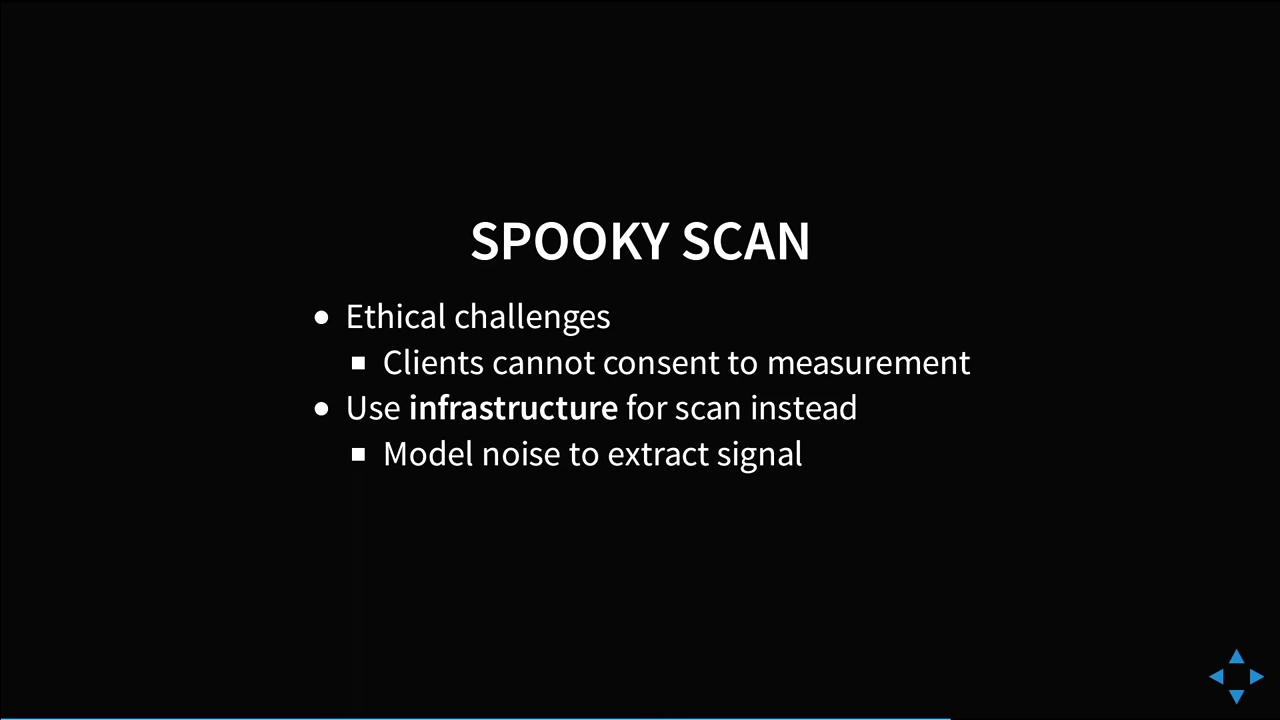 SPOOKY SCAN
Ethical challenges
Clients cannot consent to measurement
Use infrastructure for scan instead
Model noise to extract signal